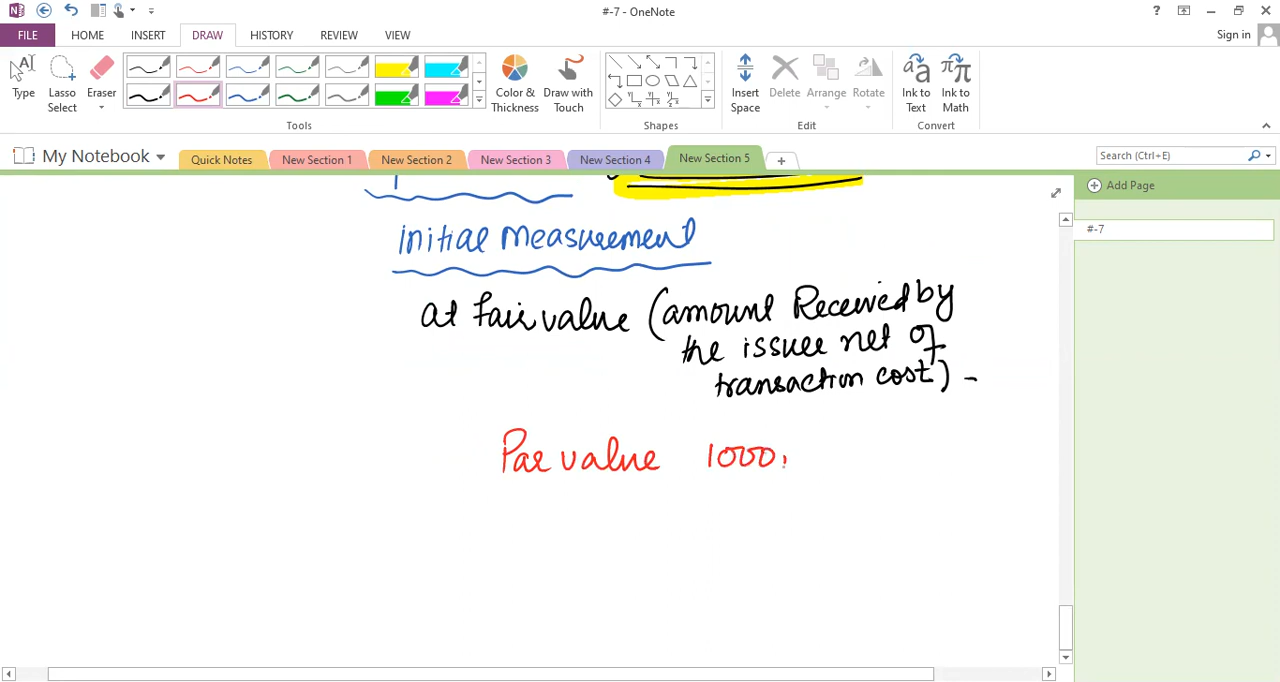 #-7 - OneNote
FILE HOME INSERT DRAW HISTORY REVIEW VIEW
Sign in
Type Lasso Select Eraser Color & Thickness Draw with Touch Insert Space Delete Arrange Rotate Ink to Text Ink to Math
Tools Shapes Edit Convert
My Notebook Quick Notes New Section 1 New Section 2 New Section 3 New Section 4 New Section 5
Search (Ctrl+E)
Add Page
#-7
Initial Measurement
at Fair value (amount Received by
the issuer net of
transaction cost) -
Par value 1000,